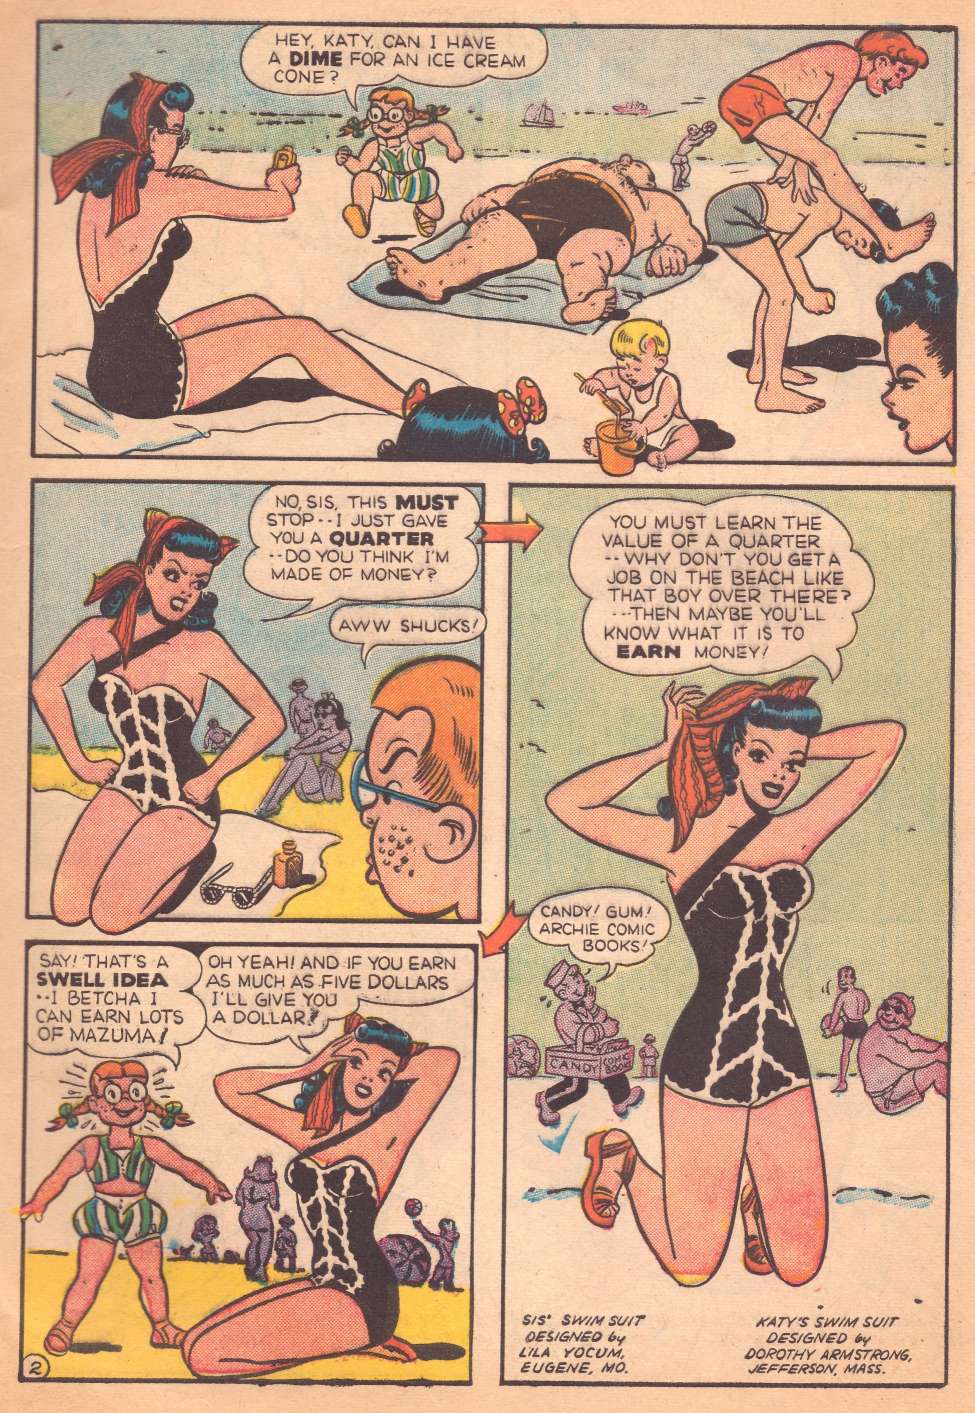 HEY, KATY, CAN I HAVE
A DIME FOR AN ICE CREAM
CONE?
NO, SIS, THIS MUST
STOP--I JUST GAVE
YOU A QUARTER
--DO YOU THINK I'M
MADE OF MONEY?
AWW SHUCKS!
YOU MUST LEARN THE
VALUE OF A QUARTER
--WHY DON'T YOU GET A
JOB ON THE BEACH LIKE
THAT BOY OVER THERE?
--THEN MAYBE YOU'LL
KNOW WHAT IT IS TO
EARN MONEY!
CANDY! GUM!
ARCHIE COMIC
BOOKS!
CANDY
COMIC
BOOK
SIS' SWIM SUIT
DESIGNED by
LILA YOCUM,
EUGENE, MO.
KATY'S SWIM SUIT
DESIGNED by
DOROTHY ARMSTRONG,
JEFFERSON, MASS.
SAY! THAT'S A
SWELL IDEA
--I BETCHA I
CAN EARN LOTS
OF MAZUMA!
OH YEAH! AND IF YOU EARN
AS MUCH AS FIVE DOLLARS
I'LL GIVE YOU
A DOLLAR!
2